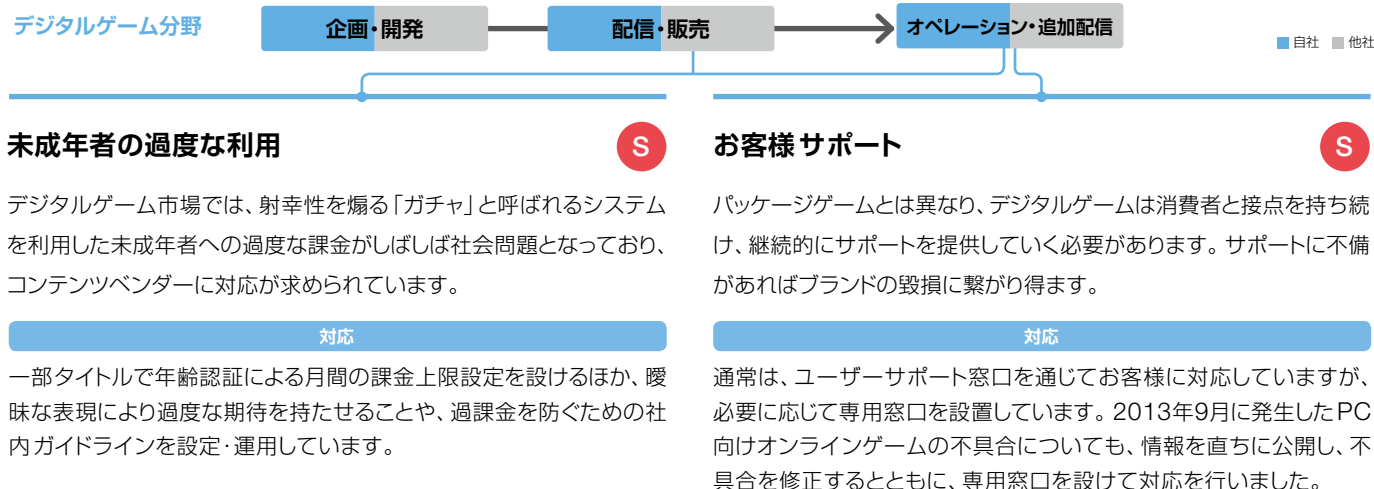 デジタルゲーム分野
企画・開発
配信・販売
オペレーション・追加配信
自社 他社
未成年者の過度な利用
S
デジタルゲーム市場では、射幸性を煽る「ガチャ」と呼ばれるシステム
を利用した未成年者への過度な課金がしばしば社会問題となっており、
コンテンツベンダーに対応が求められています。
対応
一部タイトルで年齢認証による月間の課金上限設定を設けるほか、曖
昧な表現により過度な期待を持たせることや、過課金を防ぐための社
内ガイドラインを設定・運用しています。
お客様サポート
S
パッケージゲームとは異なり、デジタルゲームは消費者と接点を持ち続
け、継続的にサポートを提供していく必要があります。サポートに不備
があればブランドの毀損に繋がり得ます。
対応
通常は、ユーザーサポート窓口を通じてお客様に対応していますが、
必要に応じて専用窓口を設置しています。2013年9月に発生したPC
向けオンラインゲームの不具合についても、情報を直ちに公開し、不
具合を修正するとともに、専用窓口を設けて対応を行いました。